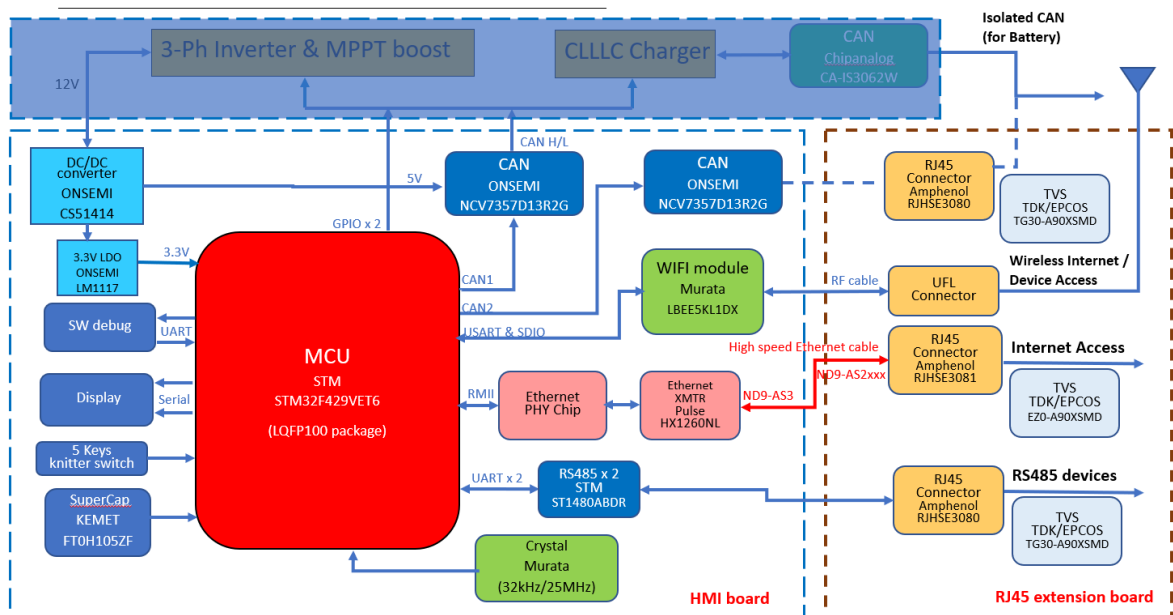 3-Ph Inverter & MPPT boost
CLLLC Charger
CAN
Chipanalog
CA-IS3062W
Isolated CAN
(for Battery)
12V
CAN H/L
DC/DC
converter
ONSEMI
CS51414
5V
CAN
ONSEMI
NCV7357D13R2G
CAN
ONSEMI
NCV7357D13R2G
RJ45
Connector
Amphenol
RJHSE3080
TVS
TDK/EPCOS
TG30-A90XSMD
GPIO x 2
3.3V LDO
ONSEMI
LM1117
3.3V
CAN1
CAN2
USART & SDIO
WIFI module
Murata
LBEE5KL1DX
RF cable
UFL
Connector
Wireless Internet /
Device Access
SW debug
UART
MCU
STM
STM32F429VET6
(LQFP100 package)
High speed Ethernet cable
ND9-AS2xxx
RJ45
Connector
Amphenol
RJHSE3081
Internet Access
TVS
TDK/EPCOS
EZ0-A90XSMD
Display
Serial
RMII
Ethernet
PHY Chip
Ethernet
XMTR
Pulse
HX1260NL
ND9-AS3
5 Keys
knitter switch
SuperCap
KEMET
FT0H105ZF
UART x 2
RS485 x 2
STM
ST1480ABDR
RJ45
Connector
Amphenol
RJHSE3080
RS485 devices
TVS
TDK/EPCOS
TG30-A90XSMD
Crystal
Murata
(32kHz/25MHz)
HMI board
RJ45 extension board